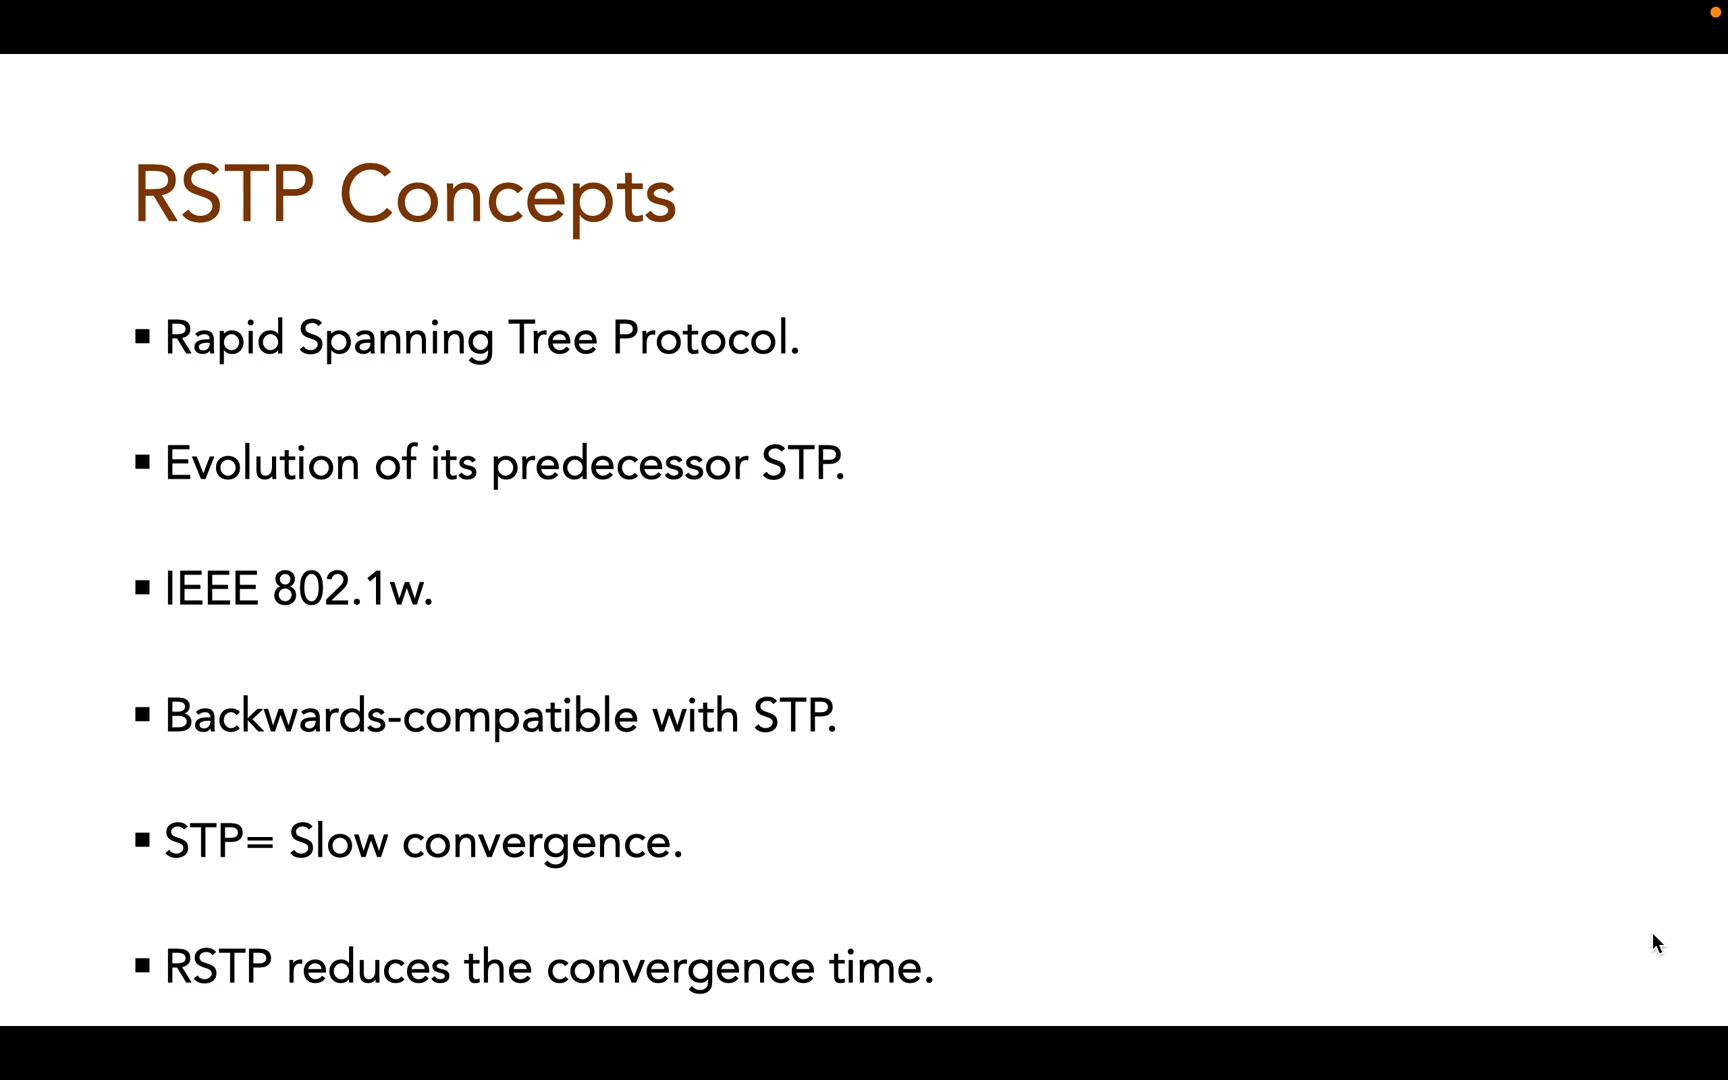 RSTP Concepts
▪ Rapid Spanning Tree Protocol.
▪ Evolution of its predecessor STP.
▪ IEEE 802.1w.
▪ Backwards-compatible with STP.
▪ STP= Slow convergence.
▪ RSTP reduces the convergence time.